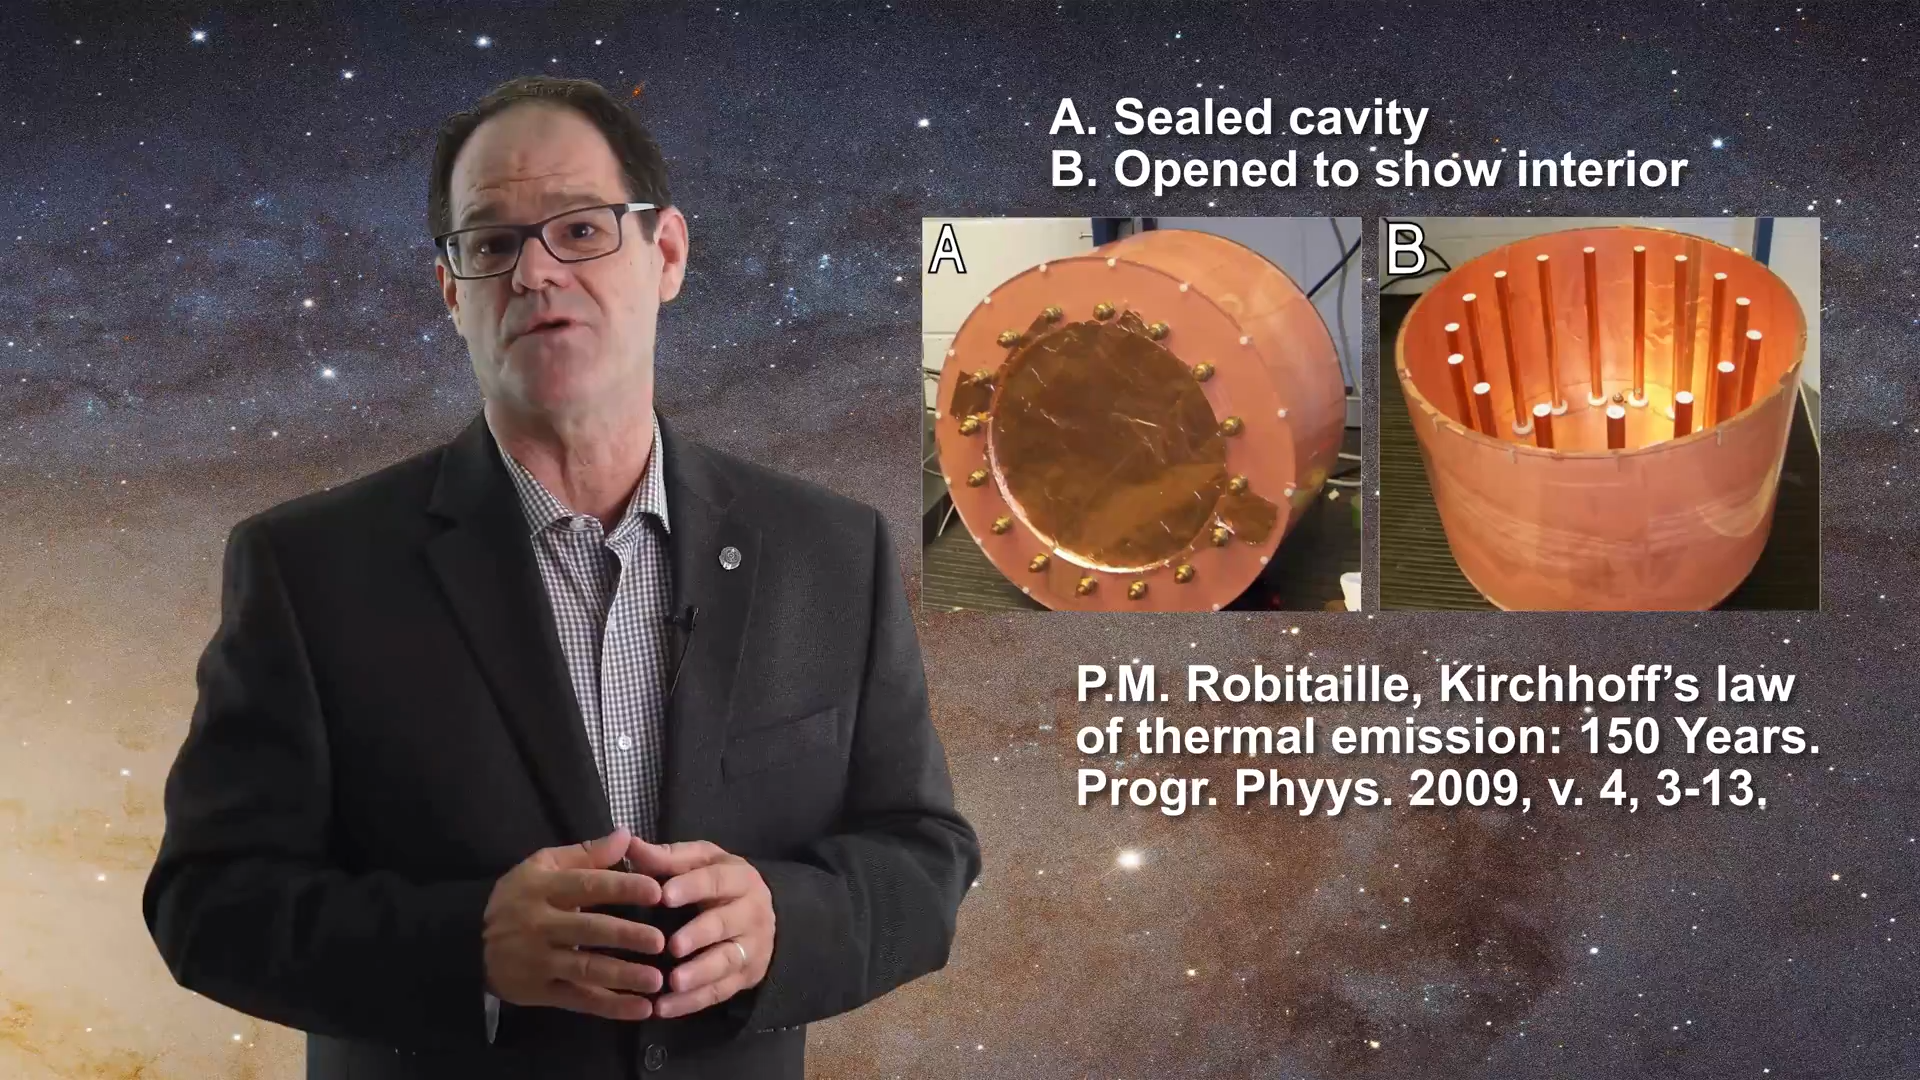 A. Sealed cavity
B. Opened to show interior
A
B
P.M. Robitaille, Kirchhoff’s law
of thermal emission: 150 Years.
Progr. Phyys. 2009, v. 4, 3-13.